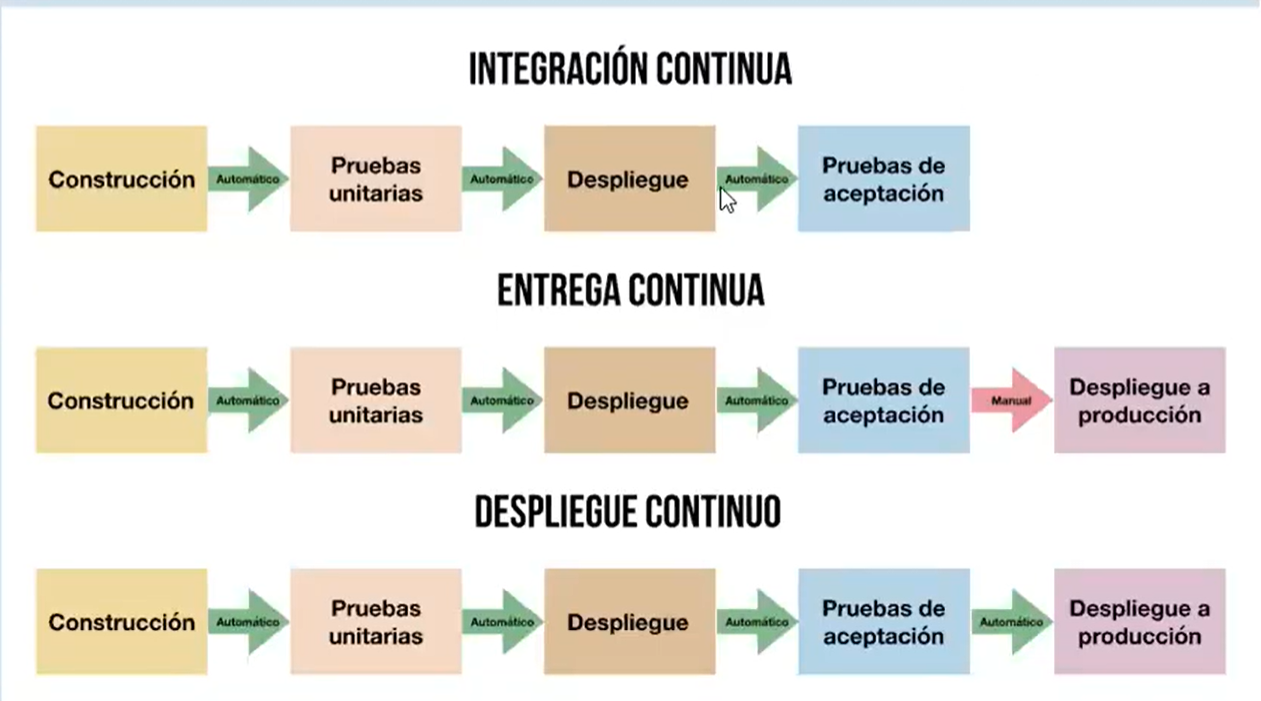 INTEGRACIÓN CONTINUA
Construcción
Automático
Pruebas
unitarias
Automático
Despliegue
Automático
Pruebas de
aceptación
ENTREGA CONTINUA
Construcción
Automático
Pruebas
unitarias
Automático
Despliegue
Automático
Pruebas de
aceptación
Manual
Despliegue a
producción
DESPLIEGUE CONTINUO
Construcción
Automático
Pruebas
unitarias
Automático
Despliegue
Automático
Pruebas de
aceptación
Automático
Despliegue a
producción